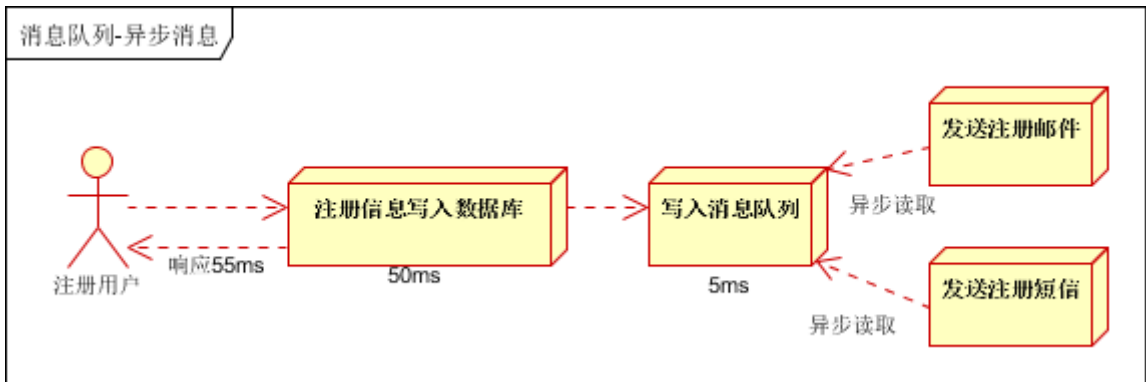 消息队列-异步消息
发送注册邮件
注册信息写入数据库
写入消息队列
异步读取
响应55ms
50ms
5ms
注册用户
发送注册短信
异步读取